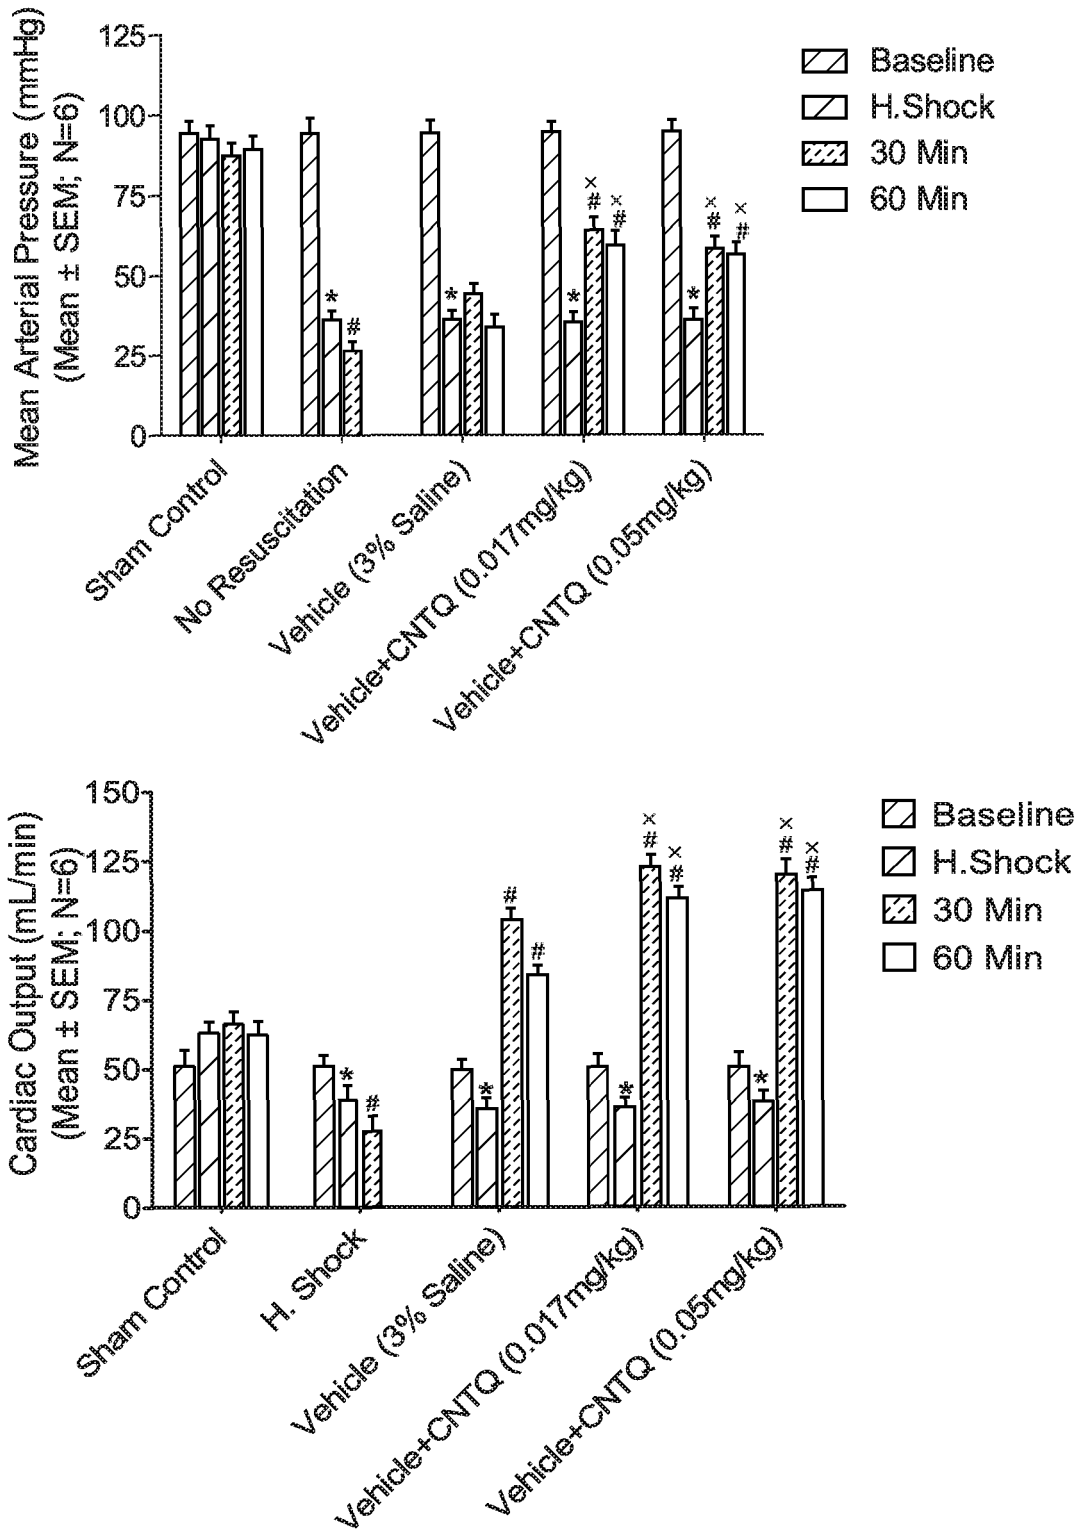 Mean Arterial Pressure (mmHg)
(Mean ± SEM; N=6)
125
100
75
50
25
0
Baseline
H.Shock
30 Min
60 Min
* # * * × # × # * × # × #
Sham Control
No Resuscitation
Vehicle (3% Saline)
Vehicle+CNTQ (0.017mg/kg))
Vehicle+CNTQ (0.05mg/kg))
Cardiac Output (mL/min)
(Mean ± SEM; N=6)
150
125
100
75
50
25
0
Baseline
H.Shock
30 Min
60 Min
* # * # # * × # × # * × # × #
Sham Control
H. Shock
Vehicle (3% Saline)
Vehicle+CNTQ (0.017mg/kg)
Vehicle+CNTQ (0.05mg/kg)